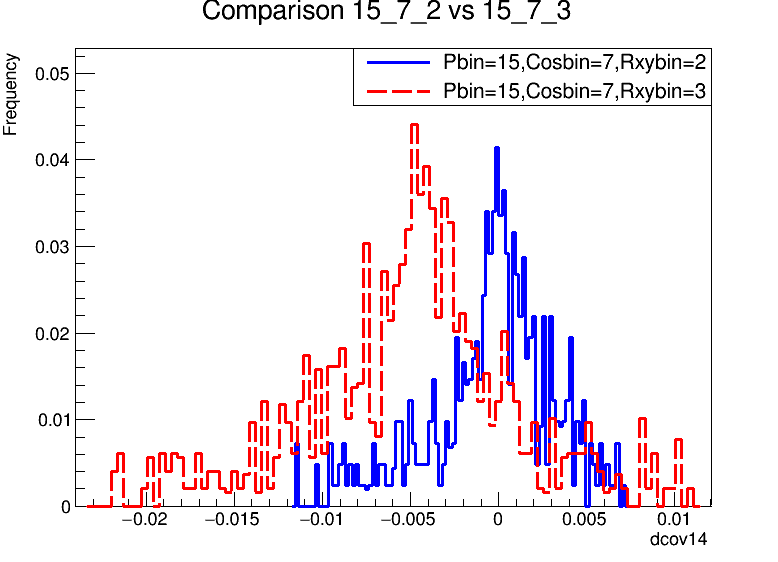 Comparison 15_7_2 vs 15_7_3
Frequency
Pbin=15,Cosbin=7,Rxybin=2
Pbin=15,Cosbin=7,Rxybin=3
0.05
0.04
0.03
0.02
0.01
0
−0.02 −0.015 −0.01 −0.005 0 0.005 0.01
dcov14